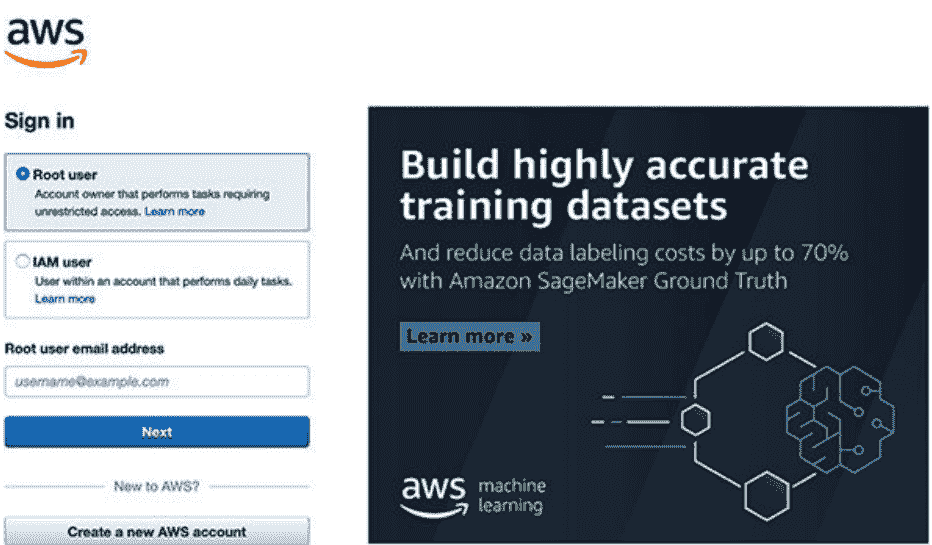 aws
Sign in
Root user
Account owner that performs tasks requiring
unrestricted access. Learn more
IAM user
User within an account that performs daily tasks.
Learn more
Root user email address
username@example.com
Next
New to AWS?
Create a new AWS account
Build highly accurate
training datasets
And reduce data labeling costs by up to 70%
with Amazon SageMaker Ground Truth
Learn more »
aws machine
learning